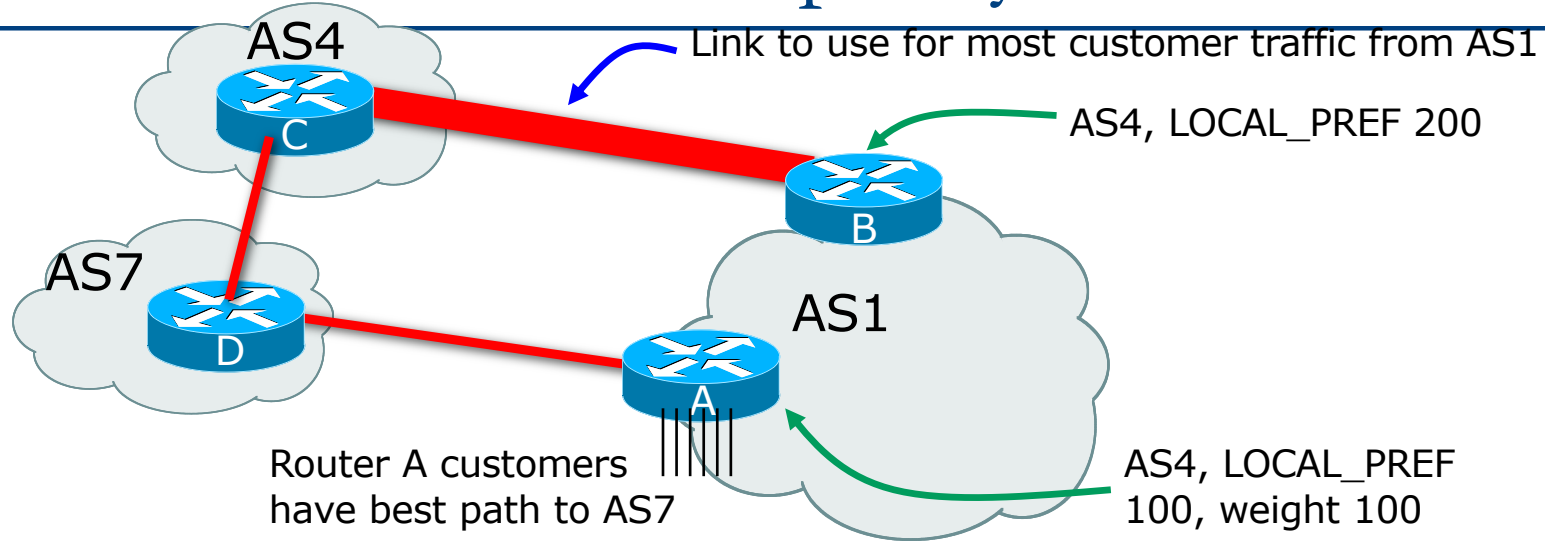 AS4
Link to use for most customer traffic from AS1
C
AS4, LOCAL_PREF 200
B
AS7
AS1
D
A
Router A customers
have best path to AS7
AS4, LOCAL_PREF
100, weight 100